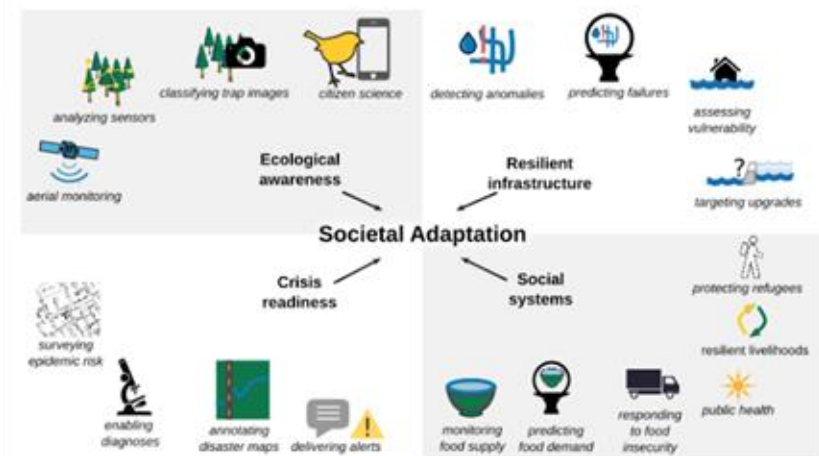 analyzing sensors
classifying trap images
citizen science
aerial monitoring
Ecological
awareness
detecting anomalies
predicting failures
assessing
vulnerability
?
targeting upgrades
Resilient
infrastructure
Societal Adaptation
Crisis
readiness
surveying
epidemic risk
enabling
diagnoses
annotating
disaster maps
!
delivering alerts
Social
systems
protecting refugees
resilient livelihoods
public health
monitoring
food supply
predicting
food demand
responding
to food
insecurity